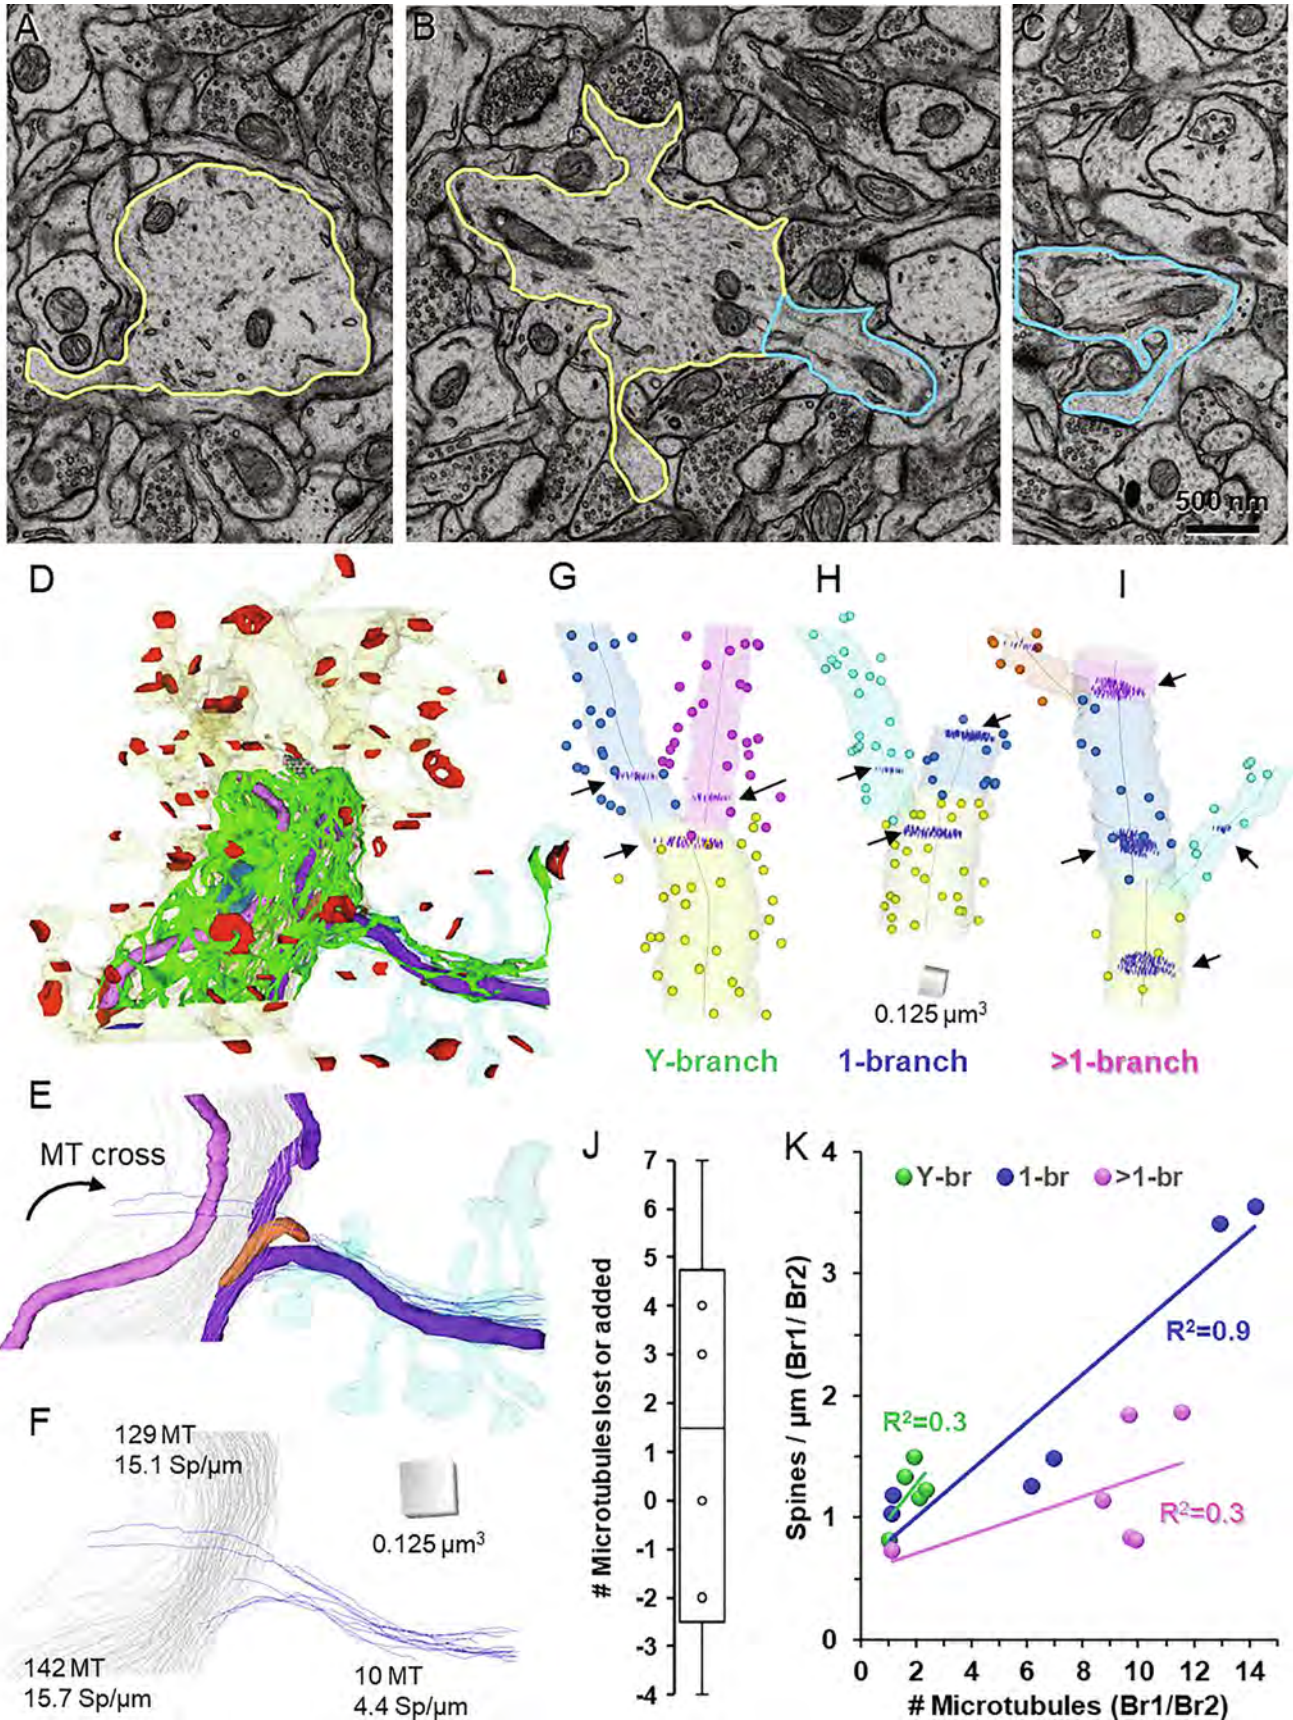 A
B
C
500 nm
D
G
H
I
0.125 µm³
Y-branch
1-branch
>1-branch
E
MT cross
F
129 MT
15.1 Sp/µm
0.125 µm³
142 MT
15.7 Sp/µm
10 MT
4.4 Sp/µm
J
# Microtubules lost or added
7
6
5
4
3
2
1
0
-1
-2
-3
-4
K
Spines / µm (Br1/ Br2)
4
3
2
1
0
Y-br
1-br
>1-br
R²=0.9
R²=0.3
R²=0.3
0 2 4 6 8 10 12 14
# Microtubules (Br1/Br2)